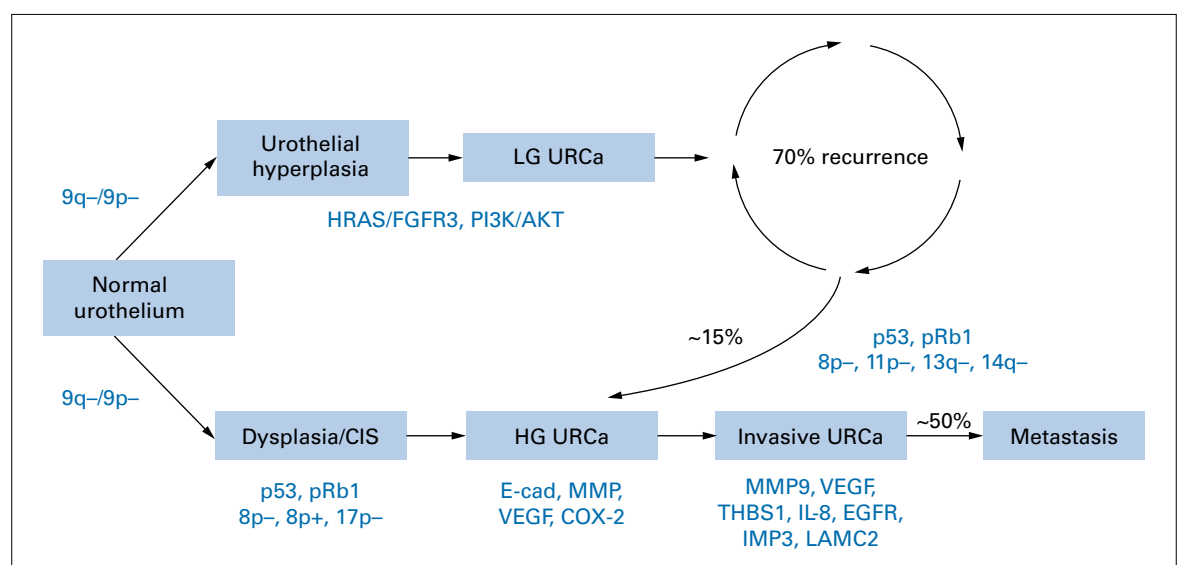 Urothelial
hyperplasia
LG URCa
70% recurrence
9q–/9p–
HRAS/FGFR3, PI3K/AKT
Normal
urothelium
~15%
p53, pRb1
8p–, 11p–, 13q–, 14q–
9q–/9p–
Dysplasia/CIS
HG URCa
Invasive URCa
~50%
Metastasis
p53, pRb1
8p–, 8p+, 17p–
E-cad, MMP,
VEGF, COX-2
MMP9, VEGF,
THBS1, IL-8, EGFR,
IMP3, LAMC2